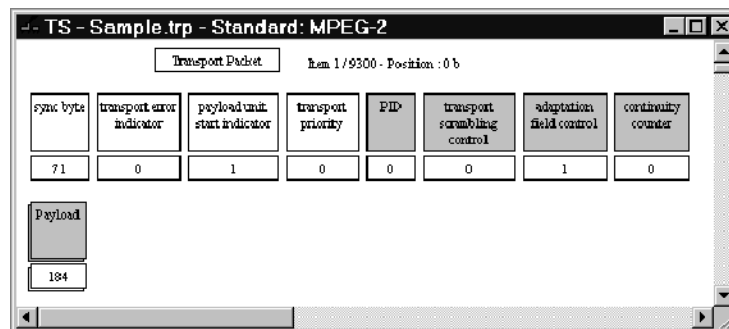 TS - Sample.trp - Standard: MPEG-2
Transport Packet
Item 1 / 9300 - Position : 0 b
sync byte
transport error indicator
payload unit start indicator
transport priority
PID
transport scrambling control
adaptation field control
continuity counter
71
0
1
0
0
0
1
0
Payload
184